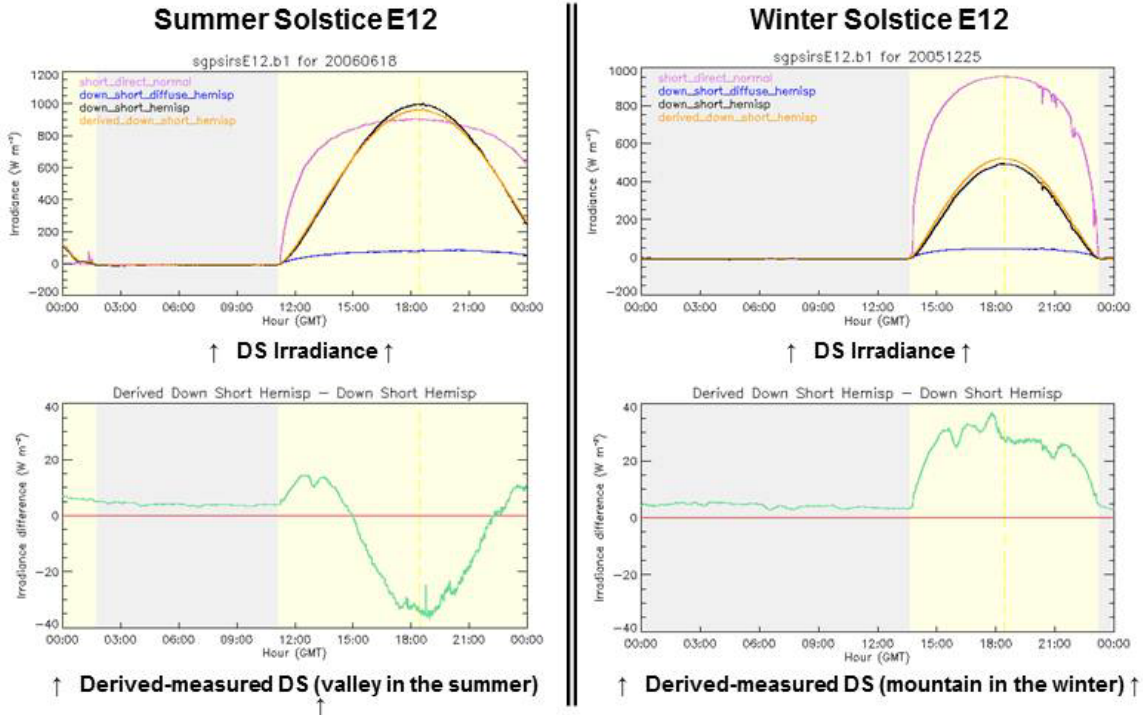 Summer Solstice E12
sgpsirsE12.b1 for 20060618
1200
1000
800
600
400
200
0
−200
Irradiance (W m⁻²)
short_direct_normal
down_short_diffuse_hemisp
down_short_hemisp
derived_down_short_hemisp
00:00 03:00 06:00 09:00 12:00 15:00 18:00 21:00 00:00
Hour (GMT)
↑ DS Irradiance ↑
Derived Down Short Hemisp − Down Short Hemisp
40
20
0
−20
−40
Irradiance difference (W m⁻²)
00:00 03:00 06:00 09:00 12:00 15:00 18:00 21:00 00:00
Hour (GMT)
↑ Derived-measured DS (valley in the summer)
↑
Winter Solstice E12
sgpsirsE12.b1 for 20051225
1000
800
600
400
200
0
−200
Irradiance (W m⁻²)
short_direct_normal
down_short_diffuse_hemisp
down_short_hemisp
derived_down_short_hemisp
00:00 03:00 06:00 09:00 12:00 15:00 18:00 21:00 00:00
Hour (GMT)
↑ DS Irradiance ↑
Derived Down Short Hemisp − Down Short Hemisp
40
20
0
−20
−40
Irradiance difference (W m⁻²)
00:00 03:00 06:00 09:00 12:00 15:00 18:00 21:00 00:00
Hour (GMT)
↑ Derived-measured DS (mountain in the winter) ↑